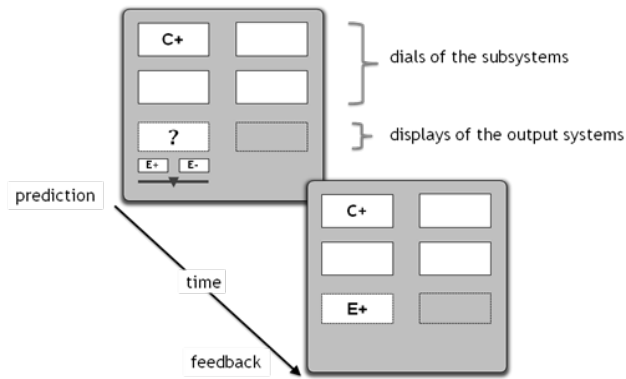 C+
dials of the subsystems
?
displays of the output systems
E+ E-
prediction
C+
time
E+
feedback